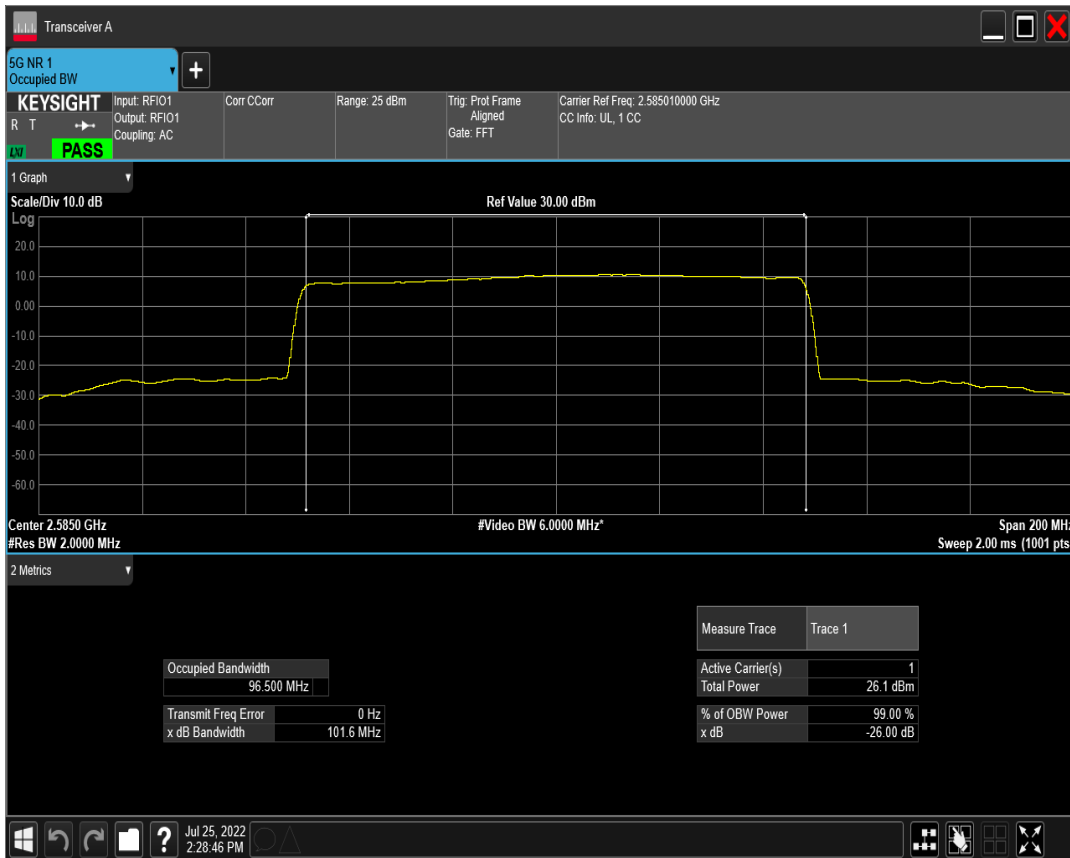 Transceiver A
5G NR 1
Occupied BW
+
KEYSIGHT
R T
LXI
PASS
Input: RFIO1
Output: RFIO1
Coupling: AC
Corr CCorr
Range: 25 dBm
Trig: Prot Frame
Aligned
Gate: FFT
Carrier Ref Freq: 2.585010000 GHz
CC Info: UL, 1 CC
1 Graph
Scale/Div 10.0 dB
Ref Value 30.00 dBm
Log
20.0
10.0
0.00
-10.0
-20.0
-30.0
-40.0
-50.0
-60.0
Center 2.5850 GHz
#Video BW 6.0000 MHz*
Span 200 MHz
#Res BW 2.0000 MHz
Sweep 2.00 ms (1001 pts
2 Metrics
Measure Trace Trace 1
Occupied Bandwidth
96.500 MHz
Active Carrier(s) 1
Total Power 26.1 dBm
Transmit Freq Error 0 Hz
x dB Bandwidth 101.6 MHz
% of OBW Power 99.00 %
x dB -26.00 dB
?
Jul 25, 2022
2:28:46 PM